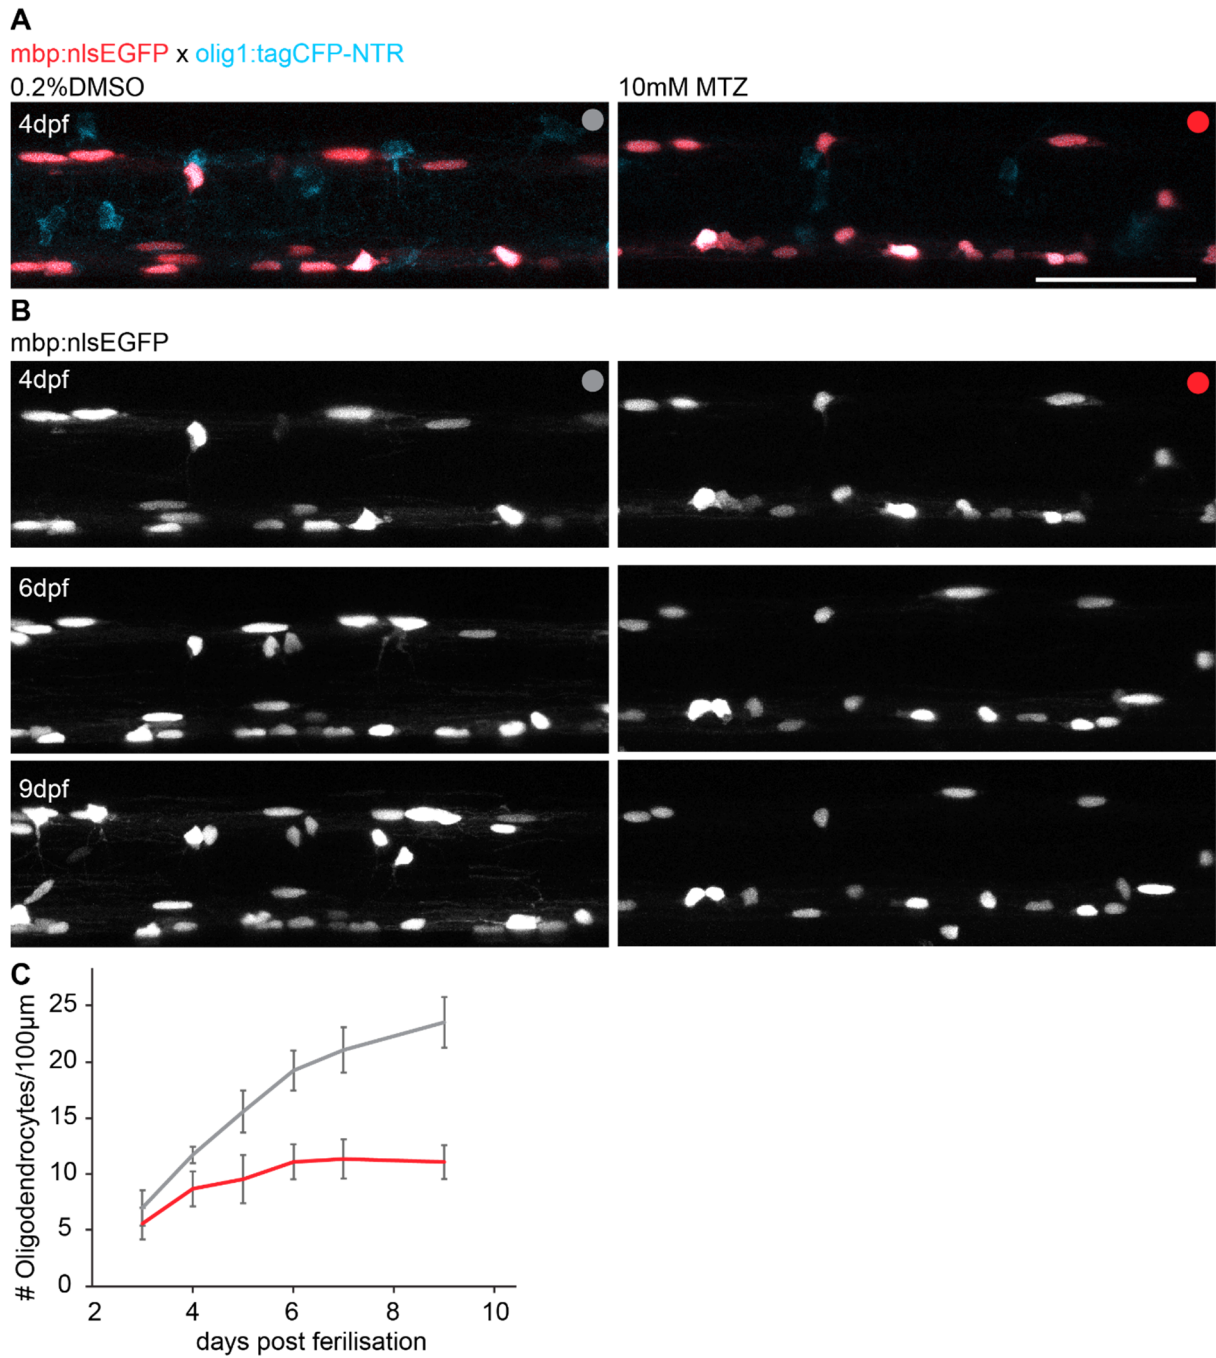 A
mbp:nlsEGFP x olig1:tagCFP-NTR
0.2%DMSO
10mM MTZ
4dpf
B
mbp:nlsEGFP
4dpf
6dpf
9dpf
C
# Oligodendrocytes/100µm
25
20
15
10
5
0
2 4 6 8 10
days post ferilisation